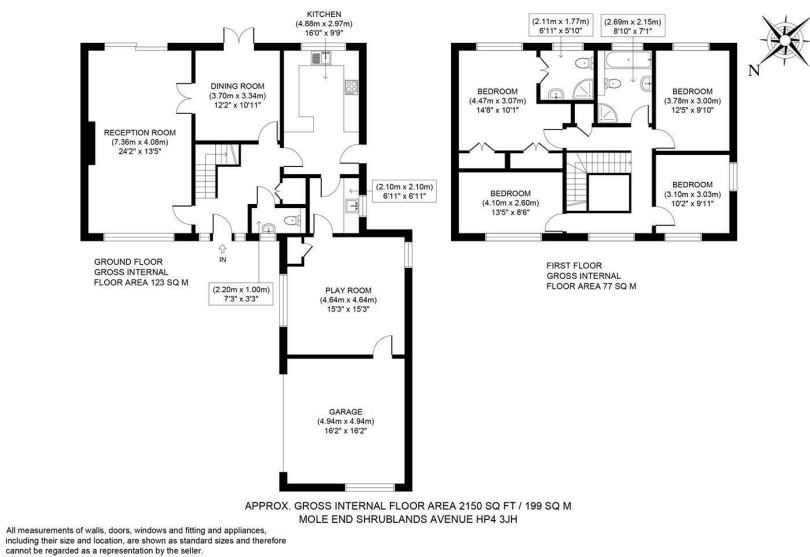 KITCHEN
(4.88m x 2.97m)
16'0" x 9'9"
DINING ROOM
(3.70m x 3.34m)
12'2" x 10'11"
RECEPTION ROOM
(7.36m x 4.08m)
24'2" x 13'5"
(2.10m x 2.10m)
6'11" x 6'11"
IN
GROUND FLOOR
GROSS INTERNAL
FLOOR AREA 123 SQ M
(2.20m x 1.00m)
7'3" x 3'3"
PLAY ROOM
(4.64m x 4.64m)
15'3" x 15'3"
GARAGE
(4.94m x 4.94m)
16'2" x 16'2"
(2.11m x 1.77m)
6'11" x 5'10"
(2.69m x 2.15m)
8'10" x 7'1"
N
BEDROOM
(4.47m x 3.07m)
14'8" x 10'1"
BEDROOM
(3.78m x 3.00m)
12'5" x 9'10"
BEDROOM
(4.10m x 2.60m)
13'5" x 8'6"
BEDROOM
(3.10m x 3.03m)
10'2" x 9'11"
FIRST FLOOR
GROSS INTERNAL
FLOOR AREA 77 SQ M
APPROX. GROSS INTERNAL FLOOR AREA 2150 SQ FT / 199 SQ M
MOLE END SHRUBLANDS AVENUE HP4 3JH
All measurements of walls, doors, windows and fitting and appliances,
including their size and location, are shown as standard sizes and therefore
cannot be regarded as a representation by the seller.